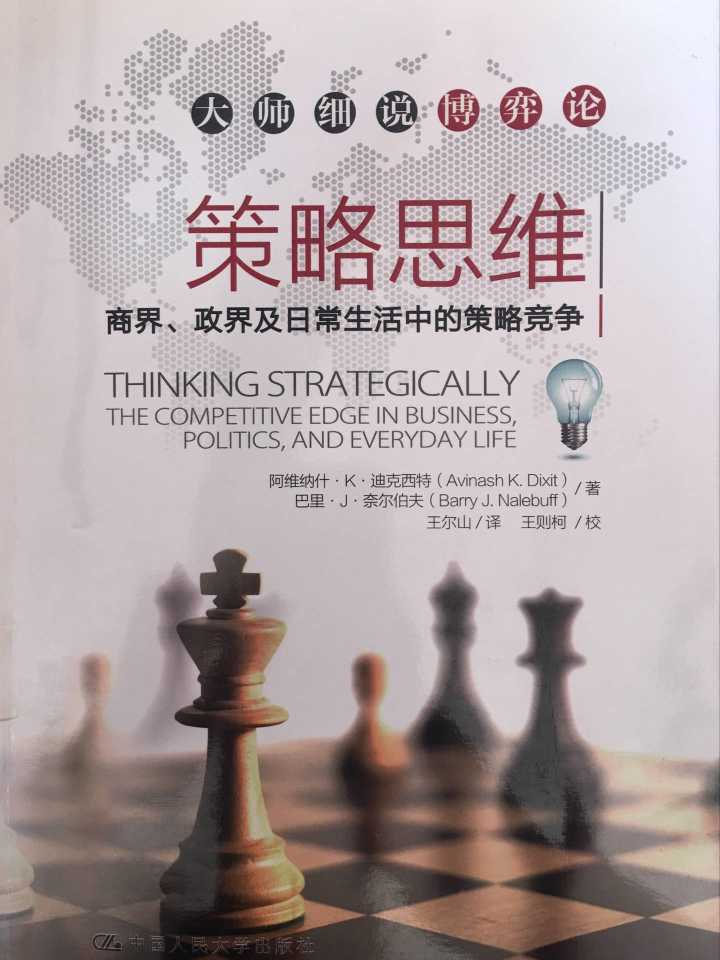 大师细说博弈论
策略思维
商界、政界及日常生活中的策略竞争
THINKING STRATEGICALLY
THE COMPETITIVE EDGE IN BUSINESS,
POLITICS, AND EVERYDAY LIFE
阿维纳什·K·迪克西特（Avinash K. Dixit）
巴里·J·奈尔伯夫（Barry J. Nalebuff）
/ 著
王尔山 / 译 王则柯 / 校
中国人民大学出版社